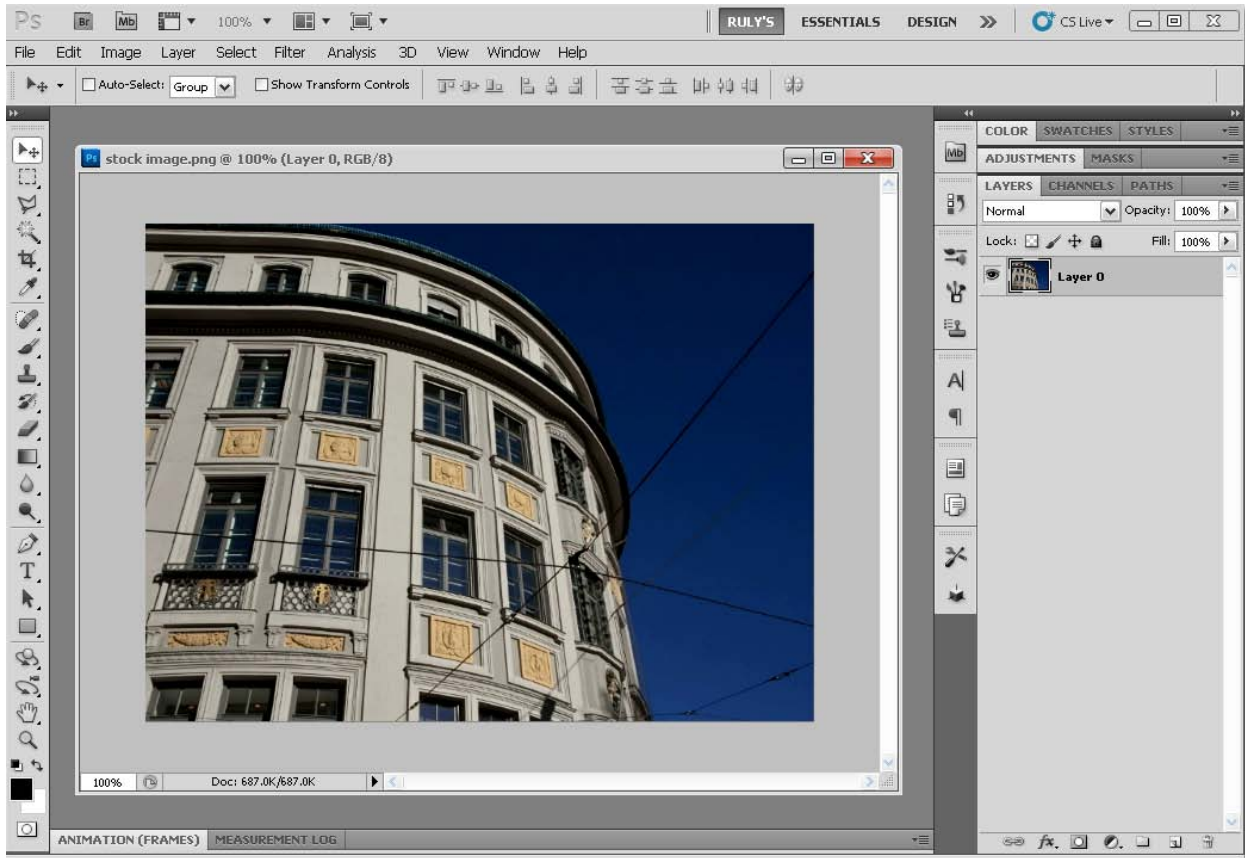 Ps Br Mb 100% RULY'S ESSENTIALS DESIGN CS Live
File Edit Image Layer Select Filter Analysis 3D View Window Help
Auto-Select: Group Show Transform Controls
COLOR SWATCHES STYLES
Ps stock image.png @ 100% (Layer 0, RGB/8)
Mb
ADJUSTMENTS MASKS
LAYERS CHANNELS PATHS
Normal Opacity: 100%
Lock: Fill: 100%
Layer 0
A
T
100% Doc: 687.0K/687.0K
ANIMATION (FRAMES) MEASUREMENT LOG
fx.